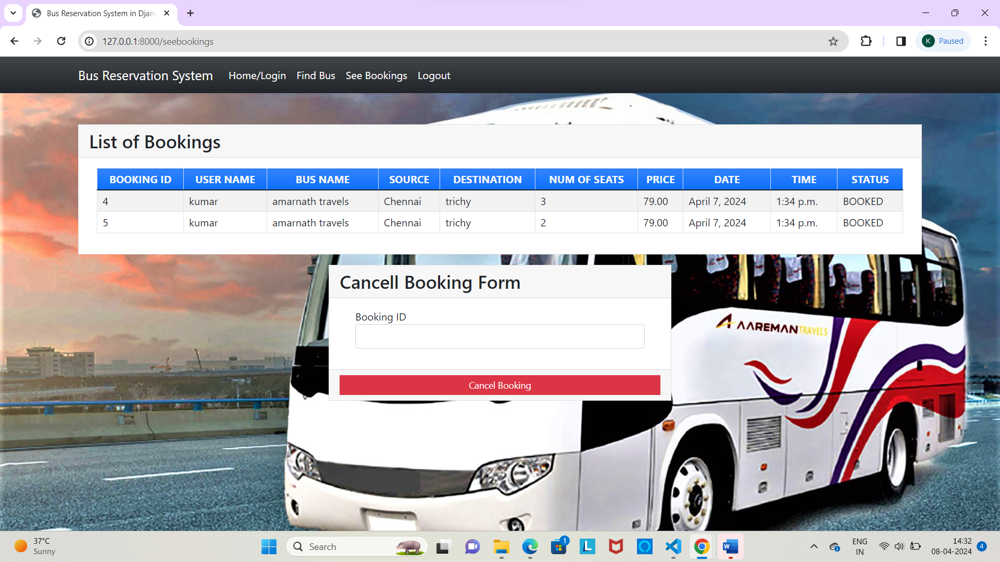 Bus Reservation System in Djan
127.0.0.1:8000/seebookings
K Paused
Bus Reservation System Home/Login Find Bus See Bookings Logout
List of Bookings
BOOKING ID USER NAME BUS NAME SOURCE DESTINATION NUM OF SEATS PRICE DATE TIME STATUS
4 kumar amarnath travels Chennai trichy 3 79.00 April 7, 2024 1:34 p.m. BOOKED
5 kumar amarnath travels Chennai trichy 2 79.00 April 7, 2024 1:34 p.m. BOOKED
Cancell Booking Form
Booking ID
AAREMAN TRAVELS
Cancel Booking
37°C
Sunny
Search
1
L
W
ENG
IN
14:32
08-04-2024
4